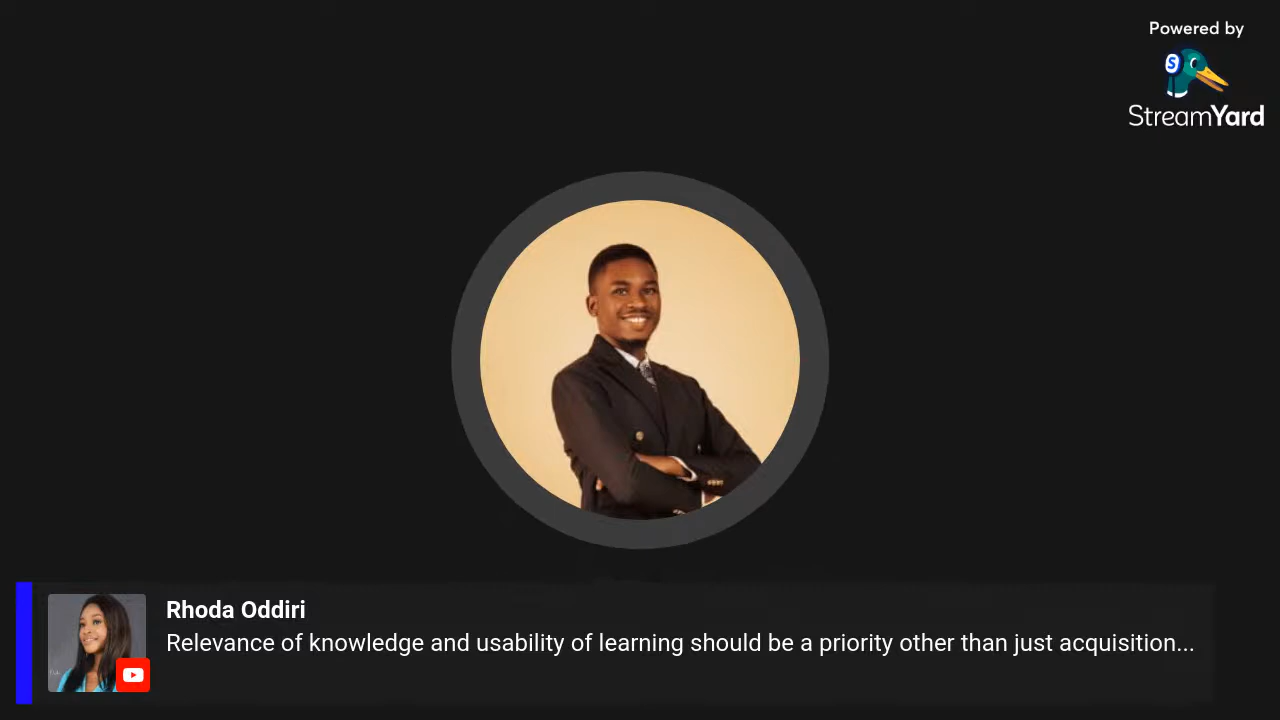 Powered by
S
StreamYard
Rhoda Oddiri
Relevance of knowledge and usability of learning should be a priority other than just acquisition...